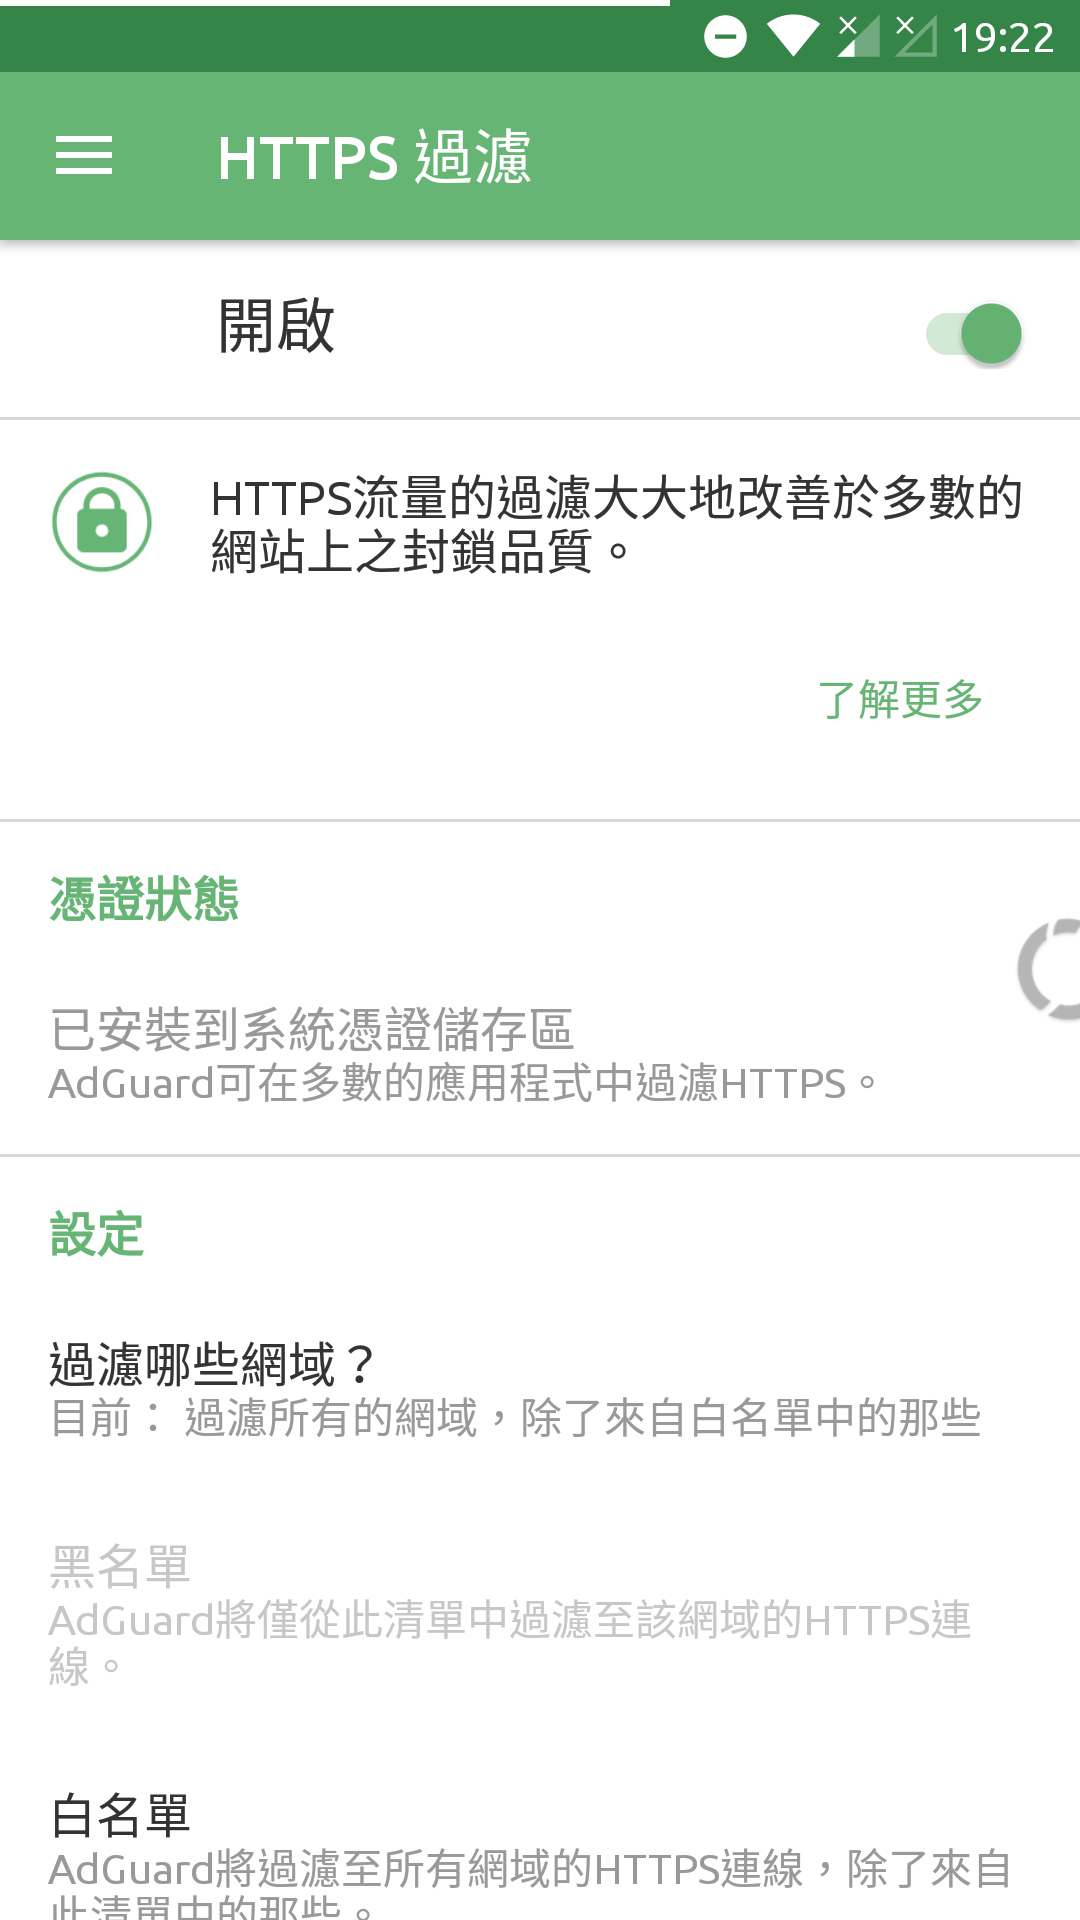 19:22
HTTPS 過濾
開啟
HTTPS流量的過濾大大地改善於多數的
網站上之封鎖品質。
了解更多
憑證狀態
已安裝到系統憑證儲存區
AdGuard可在多數的應用程式中過濾HTTPS。
設定
過濾哪些網域？
目前： 過濾所有的網域，除了來自白名單中的那些
黑名單
AdGuard將僅從此清單中過濾至該網域的HTTPS連
線。
白名單
AdGuard將過濾至所有網域的HTTPS連線，除了來自
此清單中的那些。